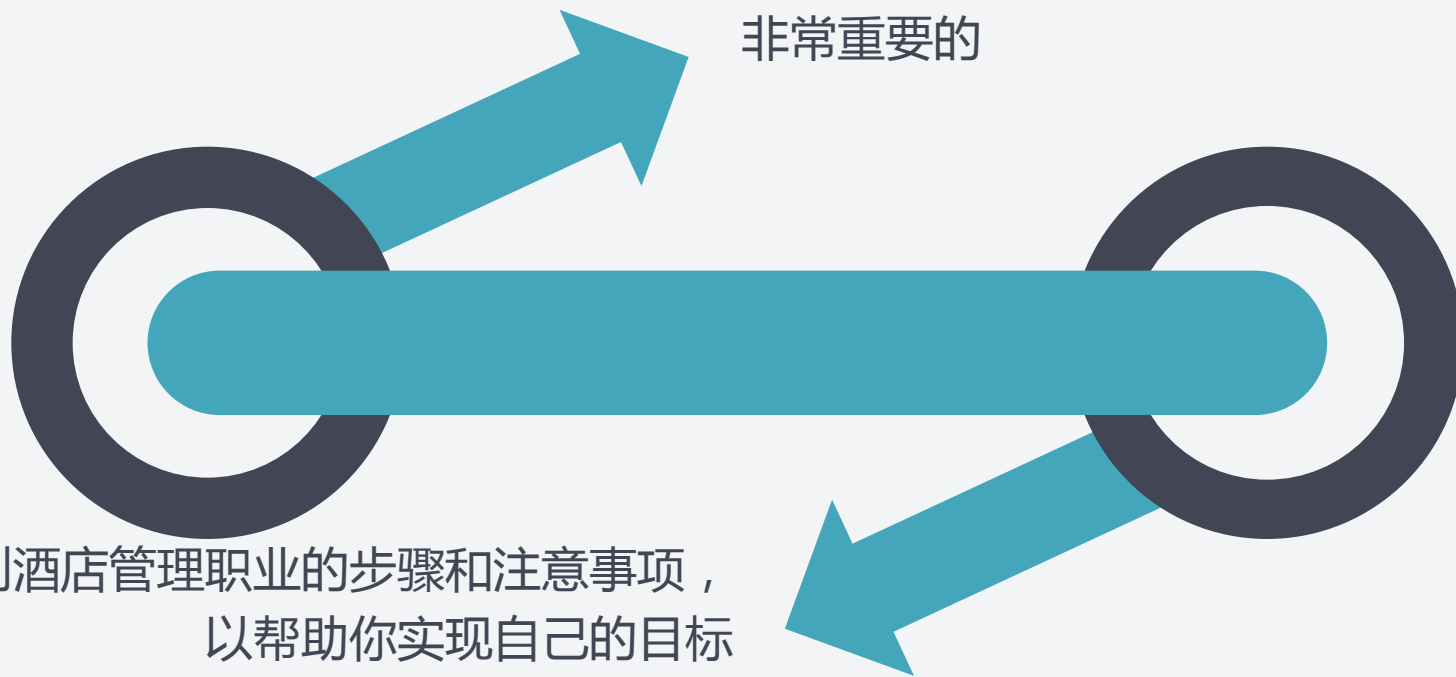 非常重要的
酒店管理职业的步骤和注意事项，
以帮助你实现自己的目标